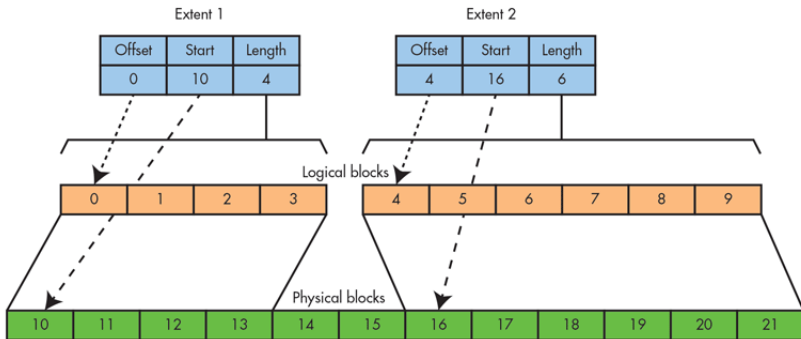 Extent 1 Extent 2
Offset Start Length Offset Start Length
0 10 4 4 16 6
Logical blocks
0 1 2 3 4 5 6 7 8 9
Physical blocks
10 11 12 13 14 15 16 17 18 19 20 21